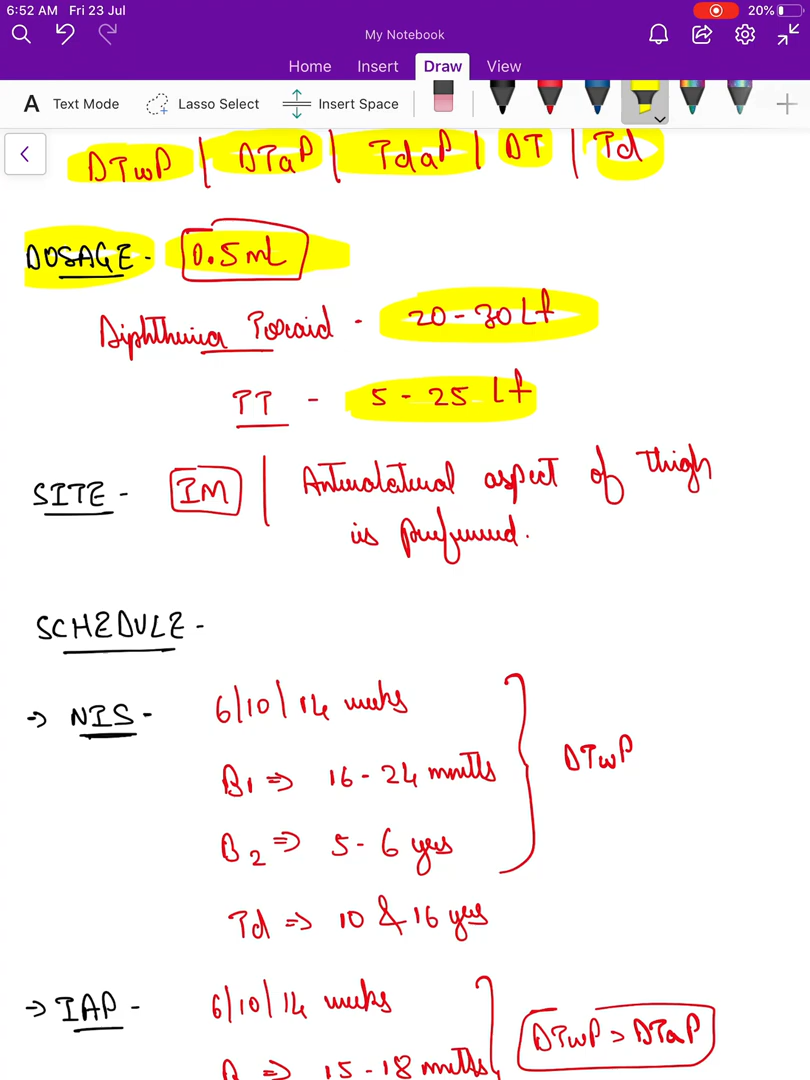 6:52 AM Fri 23 Jul 20%
My Notebook
Home Insert Draw View
A Text Mode Lasso Select Insert Space
DTwP | DTaP | TdaP | DT | Td
DOSAGE - 0.5 mL
Diphtheria Toxoid - 20-30 Lf
TT - 5-25 Lf
SITE - IM | Anterolateral aspect of thigh
is preferred.
SCHEDULE -
→ NIS - 6/10/14 weeks
B1 ⇒ 16-24 months
DTwP
B2 ⇒ 5-6 yrs
Td ⇒ 10 & 16 yrs
→ IAP - 6/10/14 weeks
DTwP > DTaP
15-18 months